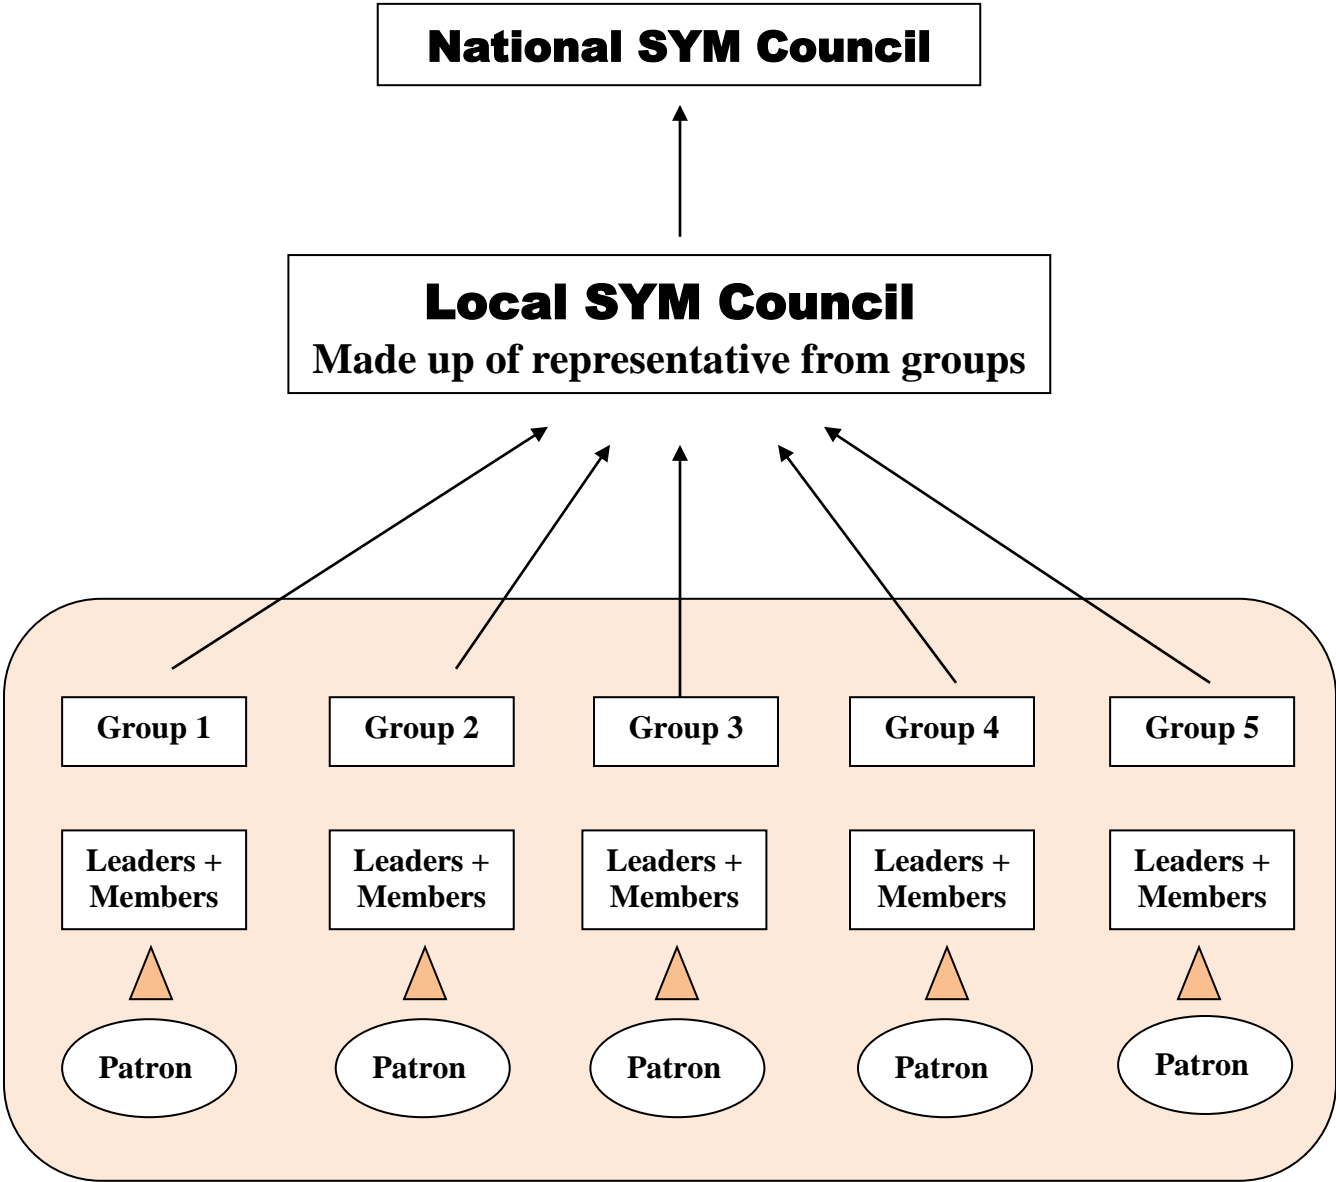 National SYM Council
Local SYM Council
Made up of representative from groups
Group 1
Group 2
Group 3
Group 4
Group 5
Leaders +
Members
Leaders +
Members
Leaders +
Members
Leaders +
Members
Leaders +
Members
Patron
Patron
Patron
Patron
Patron